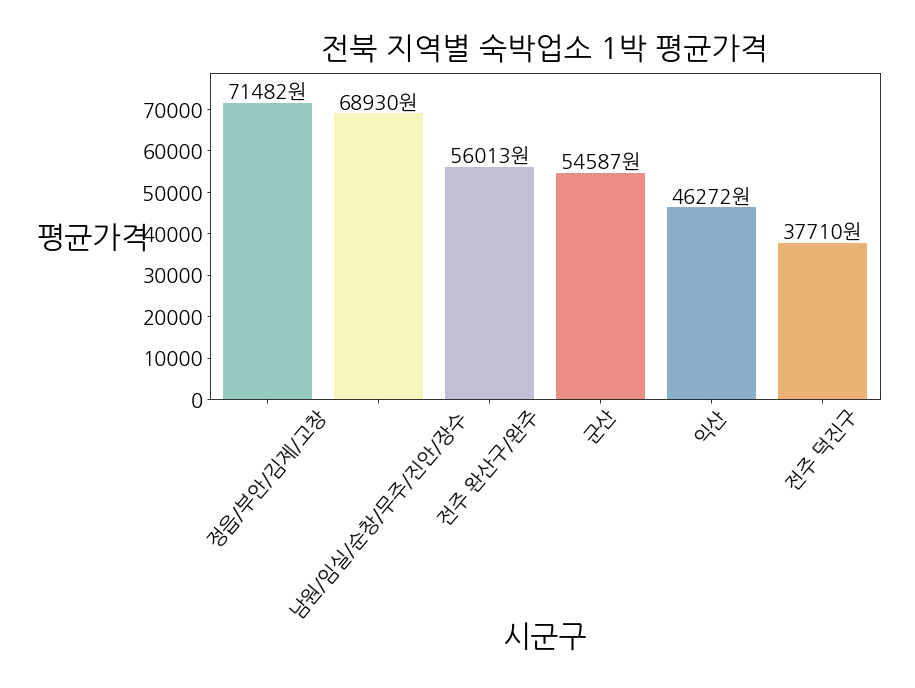 전북 지역별 숙박업소 1박 평균가격
71482원
68930원
56013원
54587원
46272원
37710원
평균가격
70000
60000
50000
40000
30000
20000
10000
0
정읍/부안/김제/고창
남원/임실/순창/무주/진안/장수
전주 완산구/완주
군산
익산
전주 덕진구
시군구